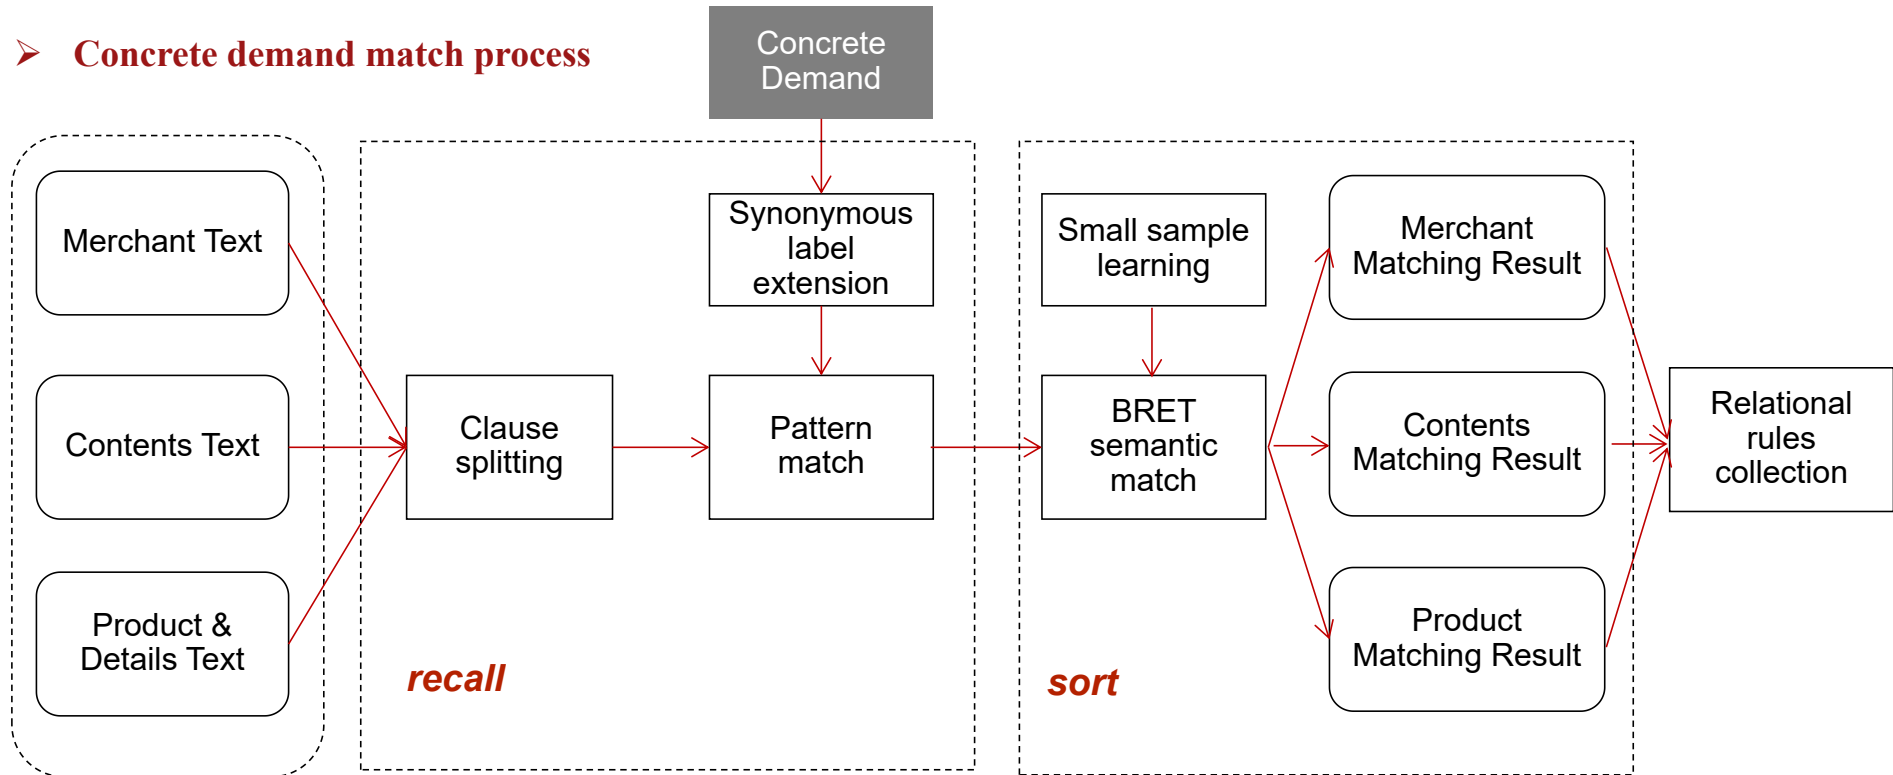 ➢ Concrete demand match process
Concrete
Demand
Merchant Text
Contents Text
Product &
Details Text
Synonymous
label
extension
Clause
splitting
Pattern
match
recall
Small sample
learning
BRET
semantic
match
sort
Merchant
Matching Result
Contents
Matching Result
Product
Matching Result
Relational
rules
collection